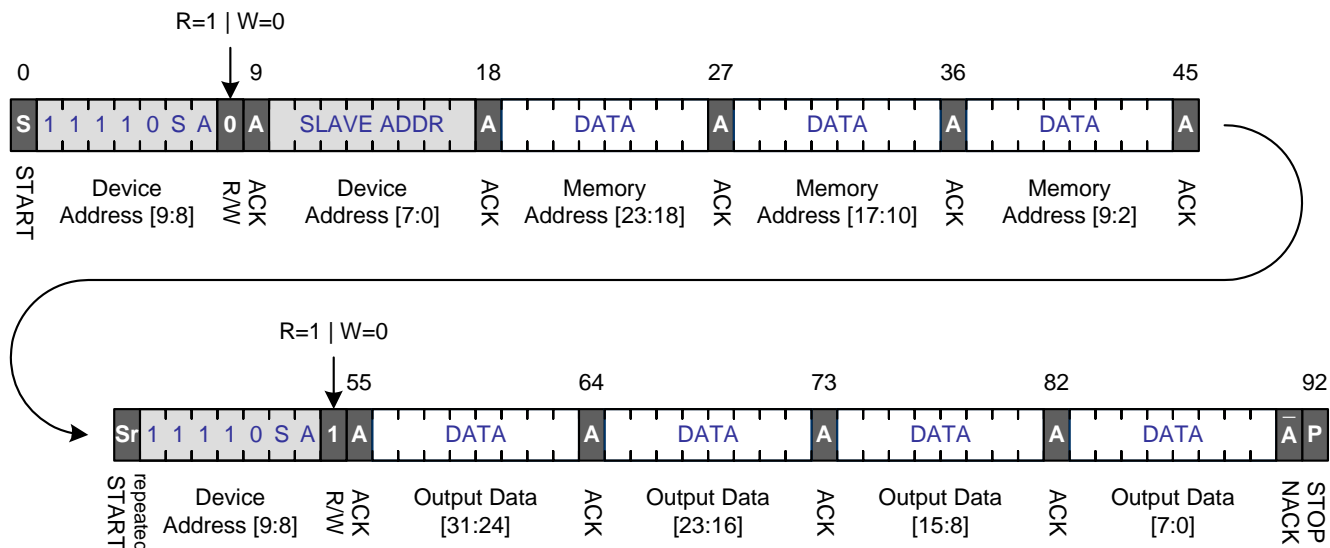 R=1 | W=0
0 9 18 27 36 45
S 1 1 1 1 0 S A 0 A SLAVE ADDR A DATA A DATA A DATA A
START Device Address [9:8] R/W ACK Device Address [7:0] ACK Memory Address [23:18] ACK Memory Address [17:10] ACK Memory Address [9:2] ACK
R=1 | W=0
55 64 73 82 92
Sr 1 1 1 1 0 S A 1 A DATA A DATA A DATA A DATA A̅ P
repeated START Device Address [9:8] R/W ACK Output Data [31:24] ACK Output Data [23:16] ACK Output Data [15:8] ACK Output Data [7:0] NACK STOP